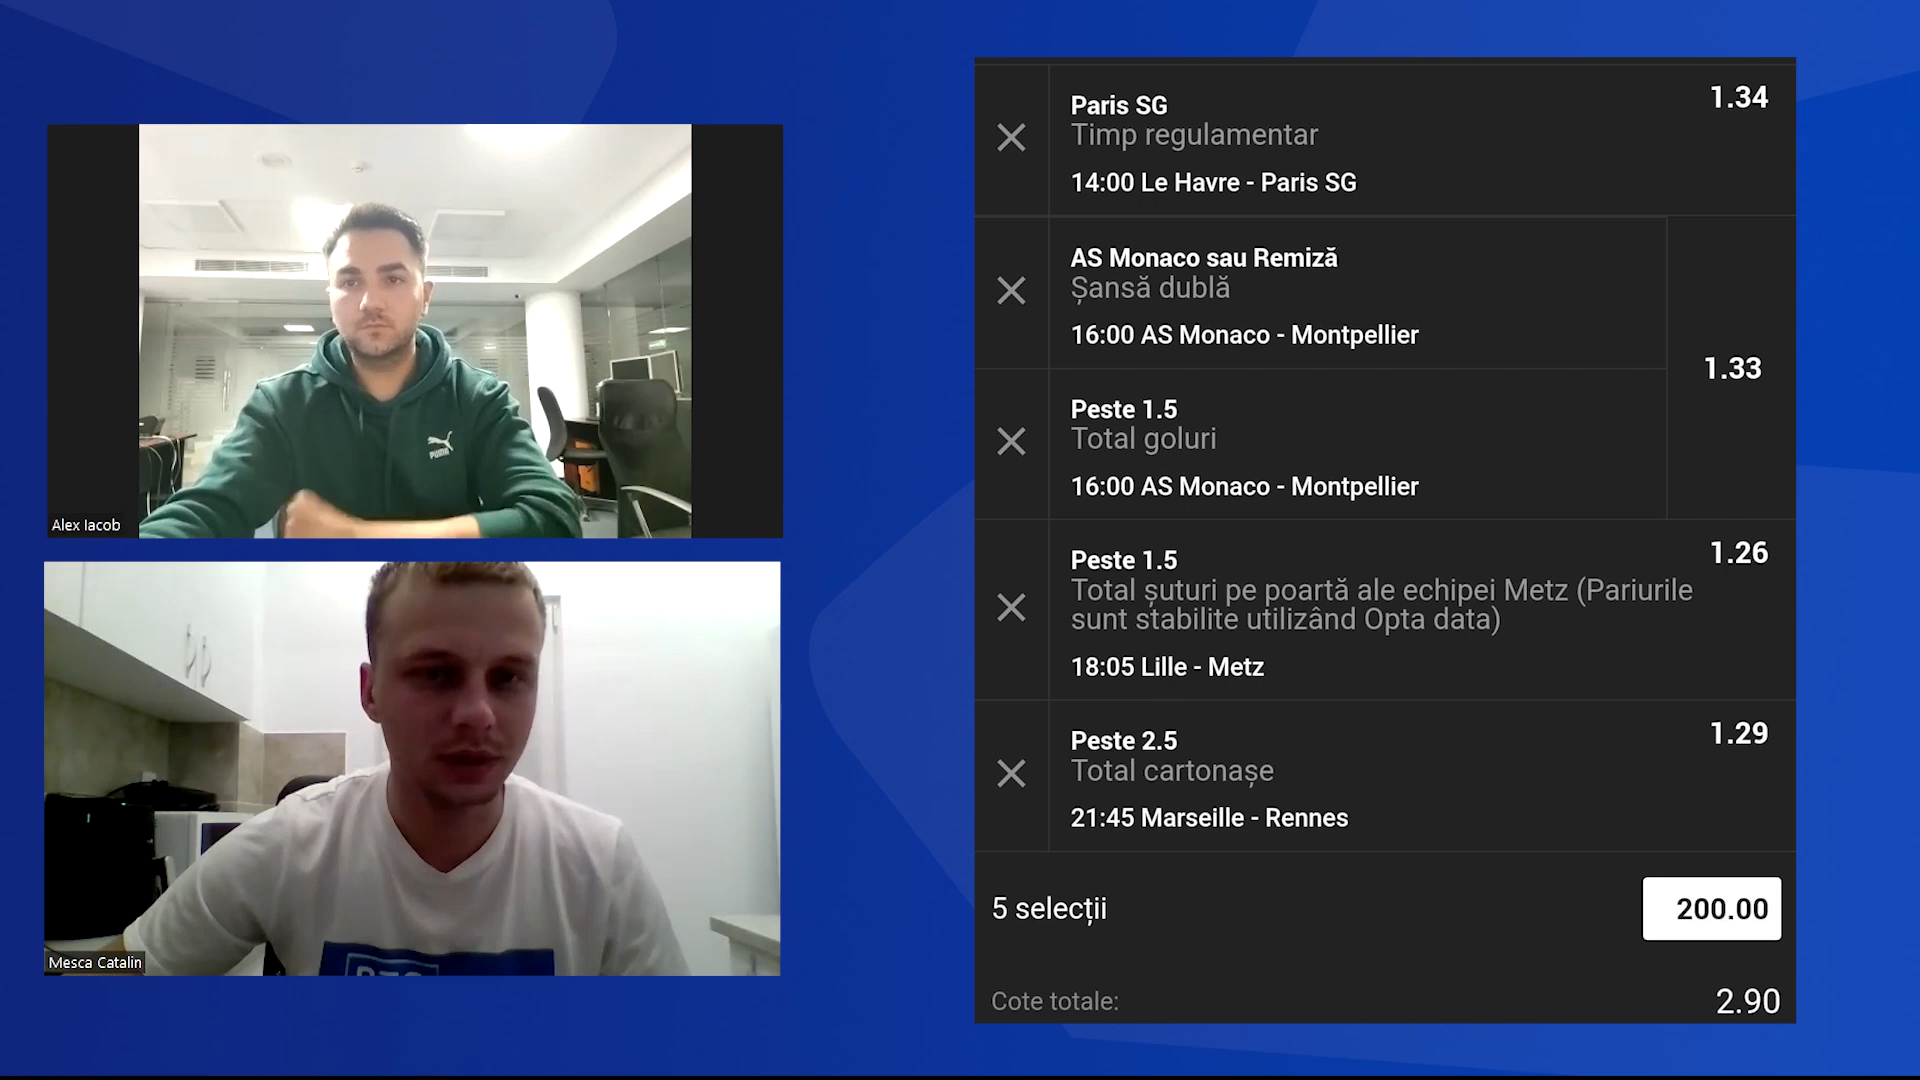 Alex Iacob
PUMA
Mesca Catalin
Paris SG
1.34
Timp regulamentar
14:00 Le Havre - Paris SG
AS Monaco sau Remiză
Șansă dublă
16:00 AS Monaco - Montpellier
1.33
Peste 1.5
Total goluri
16:00 AS Monaco - Montpellier
Peste 1.5
1.26
Total șuturi pe poartă ale echipei Metz (Pariurile
sunt stabilite utilizând Opta data)
18:05 Lille - Metz
Peste 2.5
1.29
Total cartonașe
21:45 Marseille - Rennes
5 selecții
200.00
Cote totale:
2.90